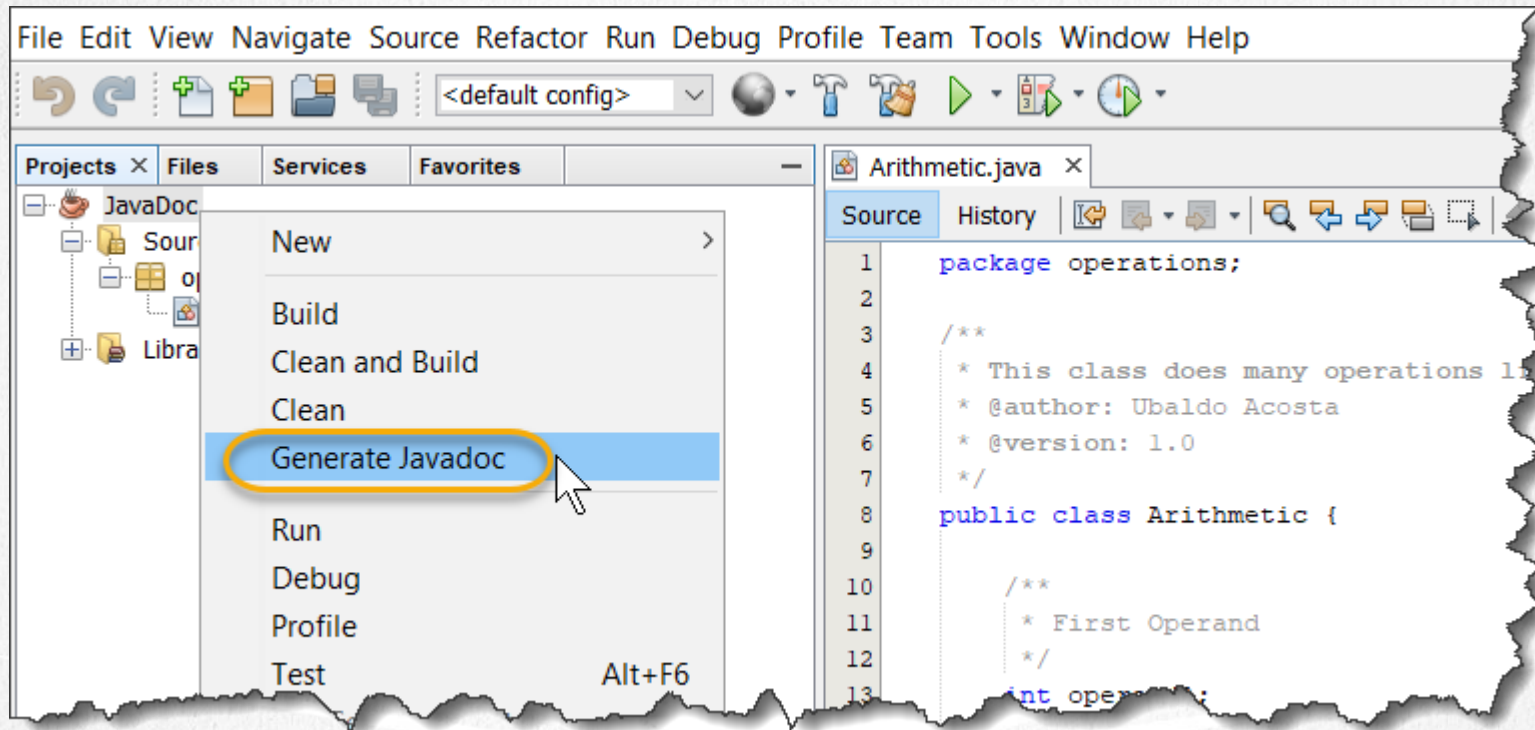 File Edit View Navigate Source Refactor Run Debug Profile Team Tools Window Help
<default config>
Projects Files Services Favorites
JavaDoc
New
Build
Clean and Build
Clean
Generate Javadoc
Run
Debug
Profile
Test Alt+F6
Arithmetic.java
Source History
1 package operations;
2
3 /**
4 * This class does many operations
5 * @author: Ubaldo Acosta
6 * @version: 1.0
7 */
8 public class Arithmetic {
9
10 /**
11 * First Operand
12 */
13 int